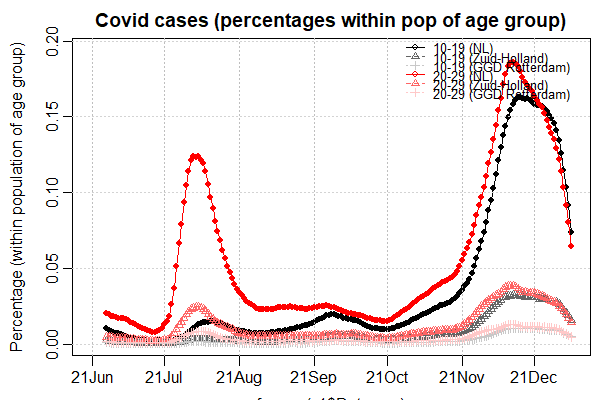 Covid cases (percentages within pop of age group)
Percentage (within population of age group)
0.20
0.15
0.10
0.05
0.00
10-19 (NL)
10-19 (Zuid-Holland)
10-19 (GGD Rotterdam)
20-29 (NL)
20-29 (Zuid-Holland)
20-29 (GGD Rotterdam)
21Jun
21Jul
21Aug
21Sep
21Oct
21Nov
21Dec